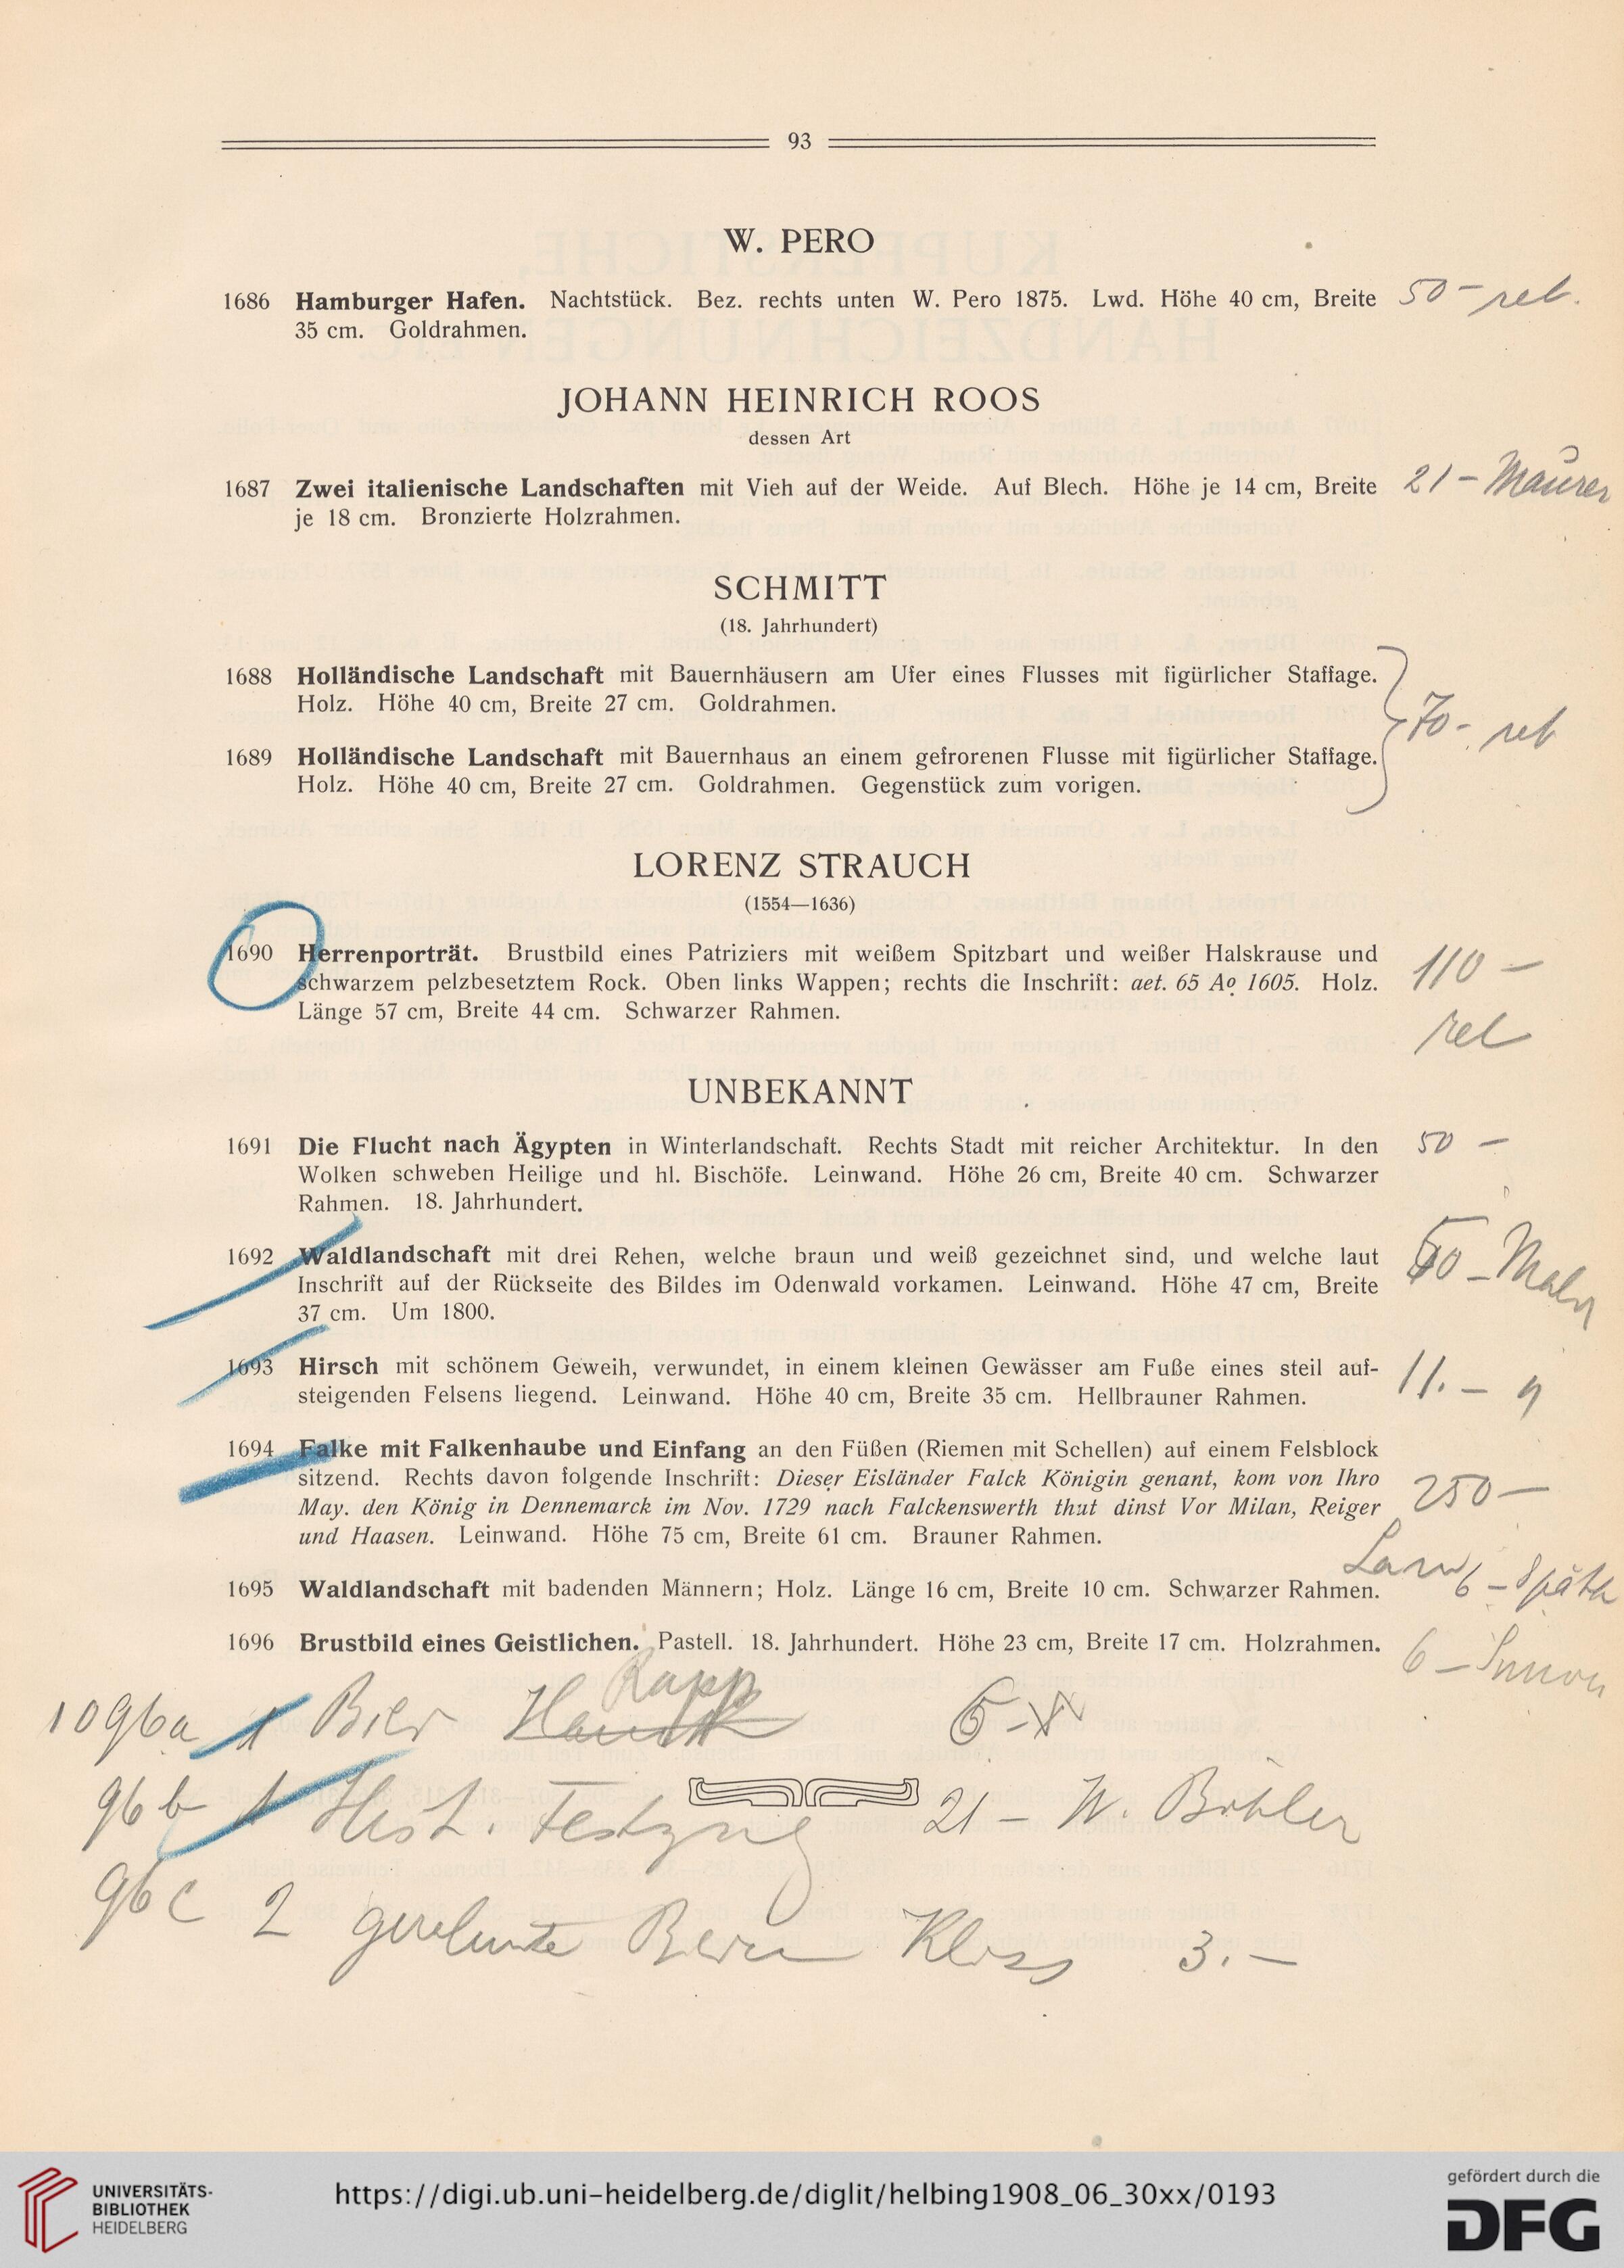 93
W. PERO
1686 Hamburger Hafen. Nachtstück. Bez. rechts unten W. Pero 1875. Lwd. Höhe 40 cm, Breite 50 – ret.
35 cm. Goldrahmen.
JOHANN HEINRICH ROOS
dessen Art
1687 Zwei italienische Landschaften mit Vieh auf der Weide. Auf Blech. Höhe je 14 cm, Breite 21 – Maurer
je 18 cm. Bronzierte Holzrahmen.
SCHMITT
(18. Jahrhundert)
1688 Holländische Landschaft mit Bauernhäusern am Ufer eines Flusses mit figürlicher Staffage.
Holz. Höhe 40 cm, Breite 27 cm. Goldrahmen.
70 – ret
1689 Holländische Landschaft mit Bauernhaus an einem gefrorenen Flusse mit figürlicher Staffage.
Holz. Höhe 40 cm, Breite 27 cm. Goldrahmen. Gegenstück zum vorigen.
LORENZ STRAUCH
(1554—1636)
1690 Herrenporträt. Brustbild eines Patriziers mit weißem Spitzbart und weißer Halskrause und 110 –
schwarzem pelzbesetztem Rock. Oben links Wappen; rechts die Inschrift: aet. 65 Ao 1605. Holz.
Länge 57 cm, Breite 44 cm. Schwarzer Rahmen. ret
UNBEKANNT
1691 Die Flucht nach Ägypten in Winterlandschaft. Rechts Stadt mit reicher Architektur. In den 50 –
Wolken schweben Heilige und hl. Bischöfe. Leinwand. Höhe 26 cm, Breite 40 cm. Schwarzer
Rahmen. 18. Jahrhundert.
1692 Waldlandschaft mit drei Rehen, welche braun und weiß gezeichnet sind, und welche laut
Inschrift auf der Rückseite des Bildes im Odenwald vorkamen. Leinwand. Höhe 47 cm, Breite
37 cm. Um 1800.
1693 Hirsch mit schönem Geweih, verwundet, in einem kleinen Gewässer am Fuße eines steil auf- 11. –
steigenden Felsens liegend. Leinwand. Höhe 40 cm, Breite 35 cm. Hellbrauner Rahmen.
1694 Falke mit Falkenhaube und Einfang an den Füßen (Riemen mit Schellen) auf einem Felsblock
sitzend. Rechts davon folgende Inschrift: Dieser Eisländer Falck Königin genant, kom von Ihro 250 –
May. den König in Dennemarck im Nov. 1729 nach Falckenswerth thut dinst Vor Milan, Reiger
und Haasen. Leinwand. Höhe 75 cm, Breite 61 cm. Brauner Rahmen.
1695 Waldlandschaft mit badenden Männern; Holz. Länge 16 cm, Breite 10 cm. Schwarzer Rahmen. 6 – Späth
1696 Brustbild eines Geistlichen. Pastell. 18. Jahrhundert. Höhe 23 cm, Breite 17 cm. Holzrahmen. 6 – Simon
Rapp
1096a 1 6 –
96b 1 Hist. Festzug 21 – W. Böhler
96c 2 3. –
UNIVERSITÄTS-
BIBLIOTHEK
HEIDELBERG
https://digi.ub.uni-heidelberg.de/diglit/helbing1908_06_30xx/0193
gefördert durch die
DFG